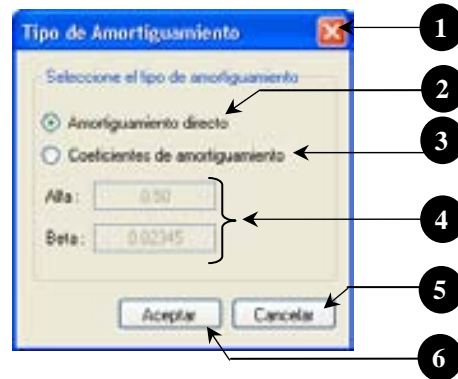 Tipo de Amortiguamiento
1
Seleccione el tipo de amortiguamiento
2
Amortiguamiento directo
3
Coeficientes de amortiguamiento
Alfa : 0.50
4
Beta : 0.02345
5
Aceptar Cancelar
6